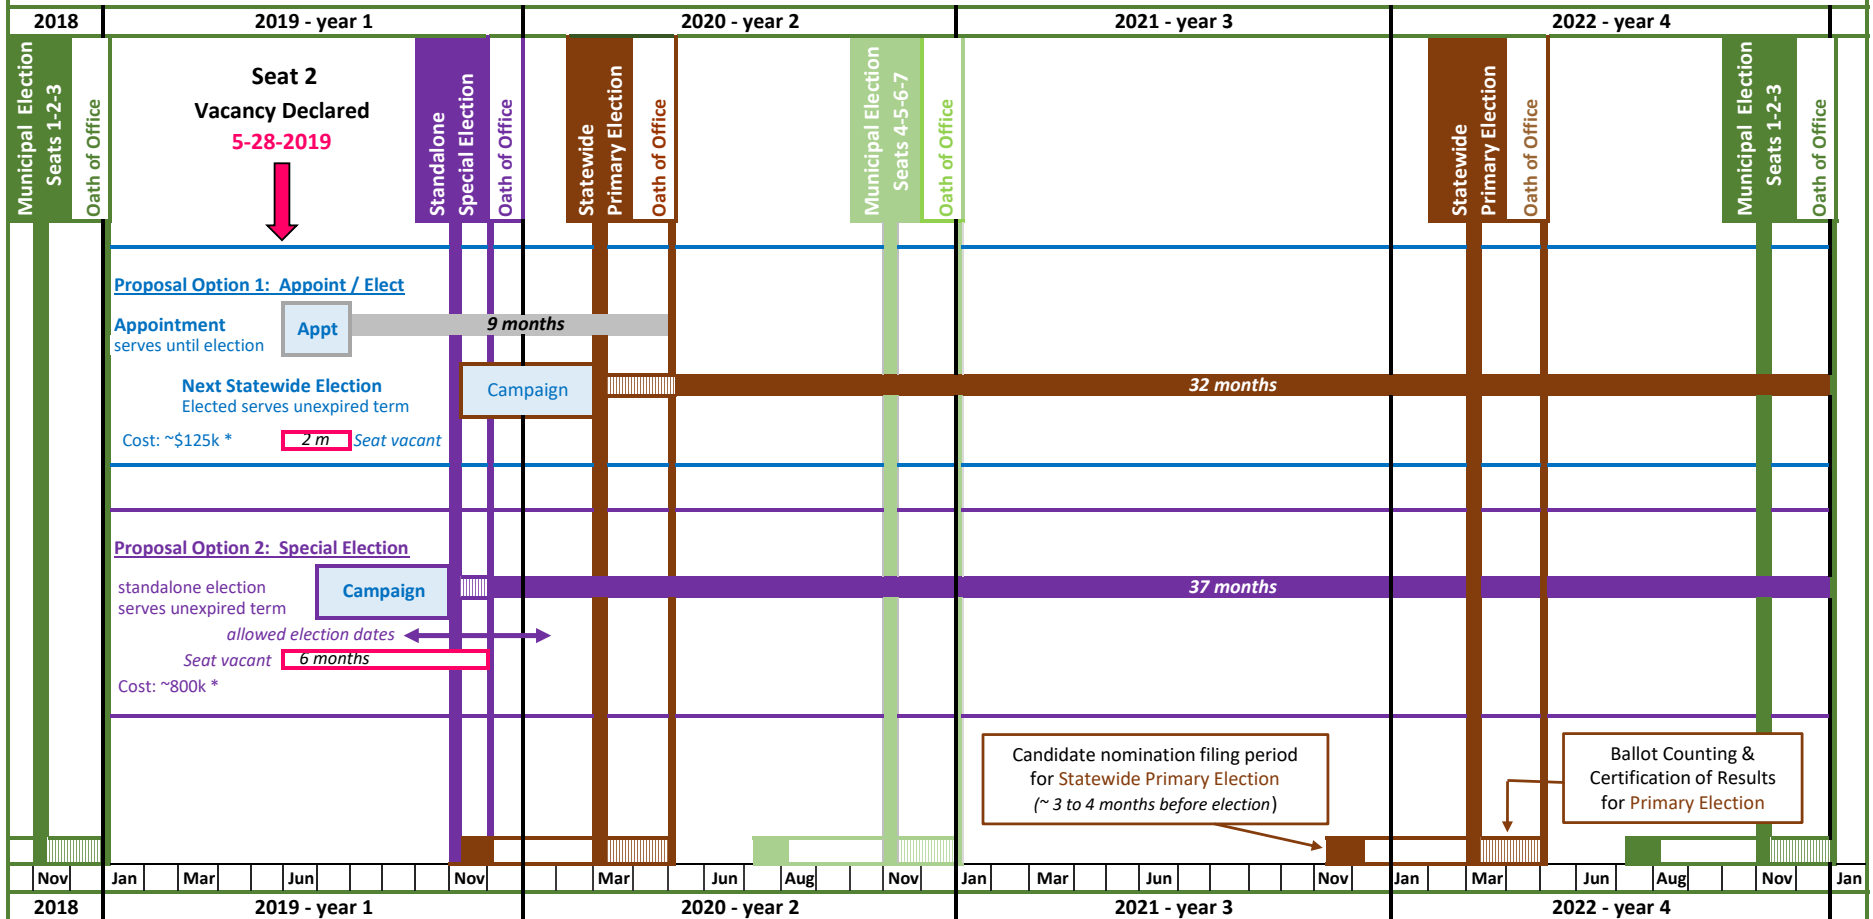 2018
2019 - year 1
2020 - year 2
2021 - year 3
2022 - year 4
Municipal Election
Seats 1-2-3
Oath of Office
Seat 2
Vacancy Declared
5-28-2019
Standalone
Special Election
Oath of Office
Statewide
Primary Election
Oath of Office
Municipal Election
Seats 4-5-6-7
Oath of Office
Statewide
Primary Election
Oath of Office
Municipal Election
Seats 1-2-3
Oath of Office
Proposal Option 1:  Appoint / Elect
Appointment
serves until election
Appt
9 months
Next Statewide Election
Elected serves unexpired term
Campaign
32 months
Cost: ~$125k *
2 m
Seat vacant
Proposal Option 2:  Special Election
standalone election
serves unexpired term
Campaign
37 months
allowed election dates
Seat vacant
6 months
Cost: ~800k *
Candidate nomination filing period
for Statewide Primary Election
(~ 3 to 4 months before election)
Ballot Counting &
Certification of Results
for Primary Election
Nov Jan Mar Jun Nov Mar Jun Aug Nov Jan Mar Jun Nov Jan Mar Jun Aug Nov Jan
2018
2019 - year 1
2020 - year 2
2021 - year 3
2022 - year 4